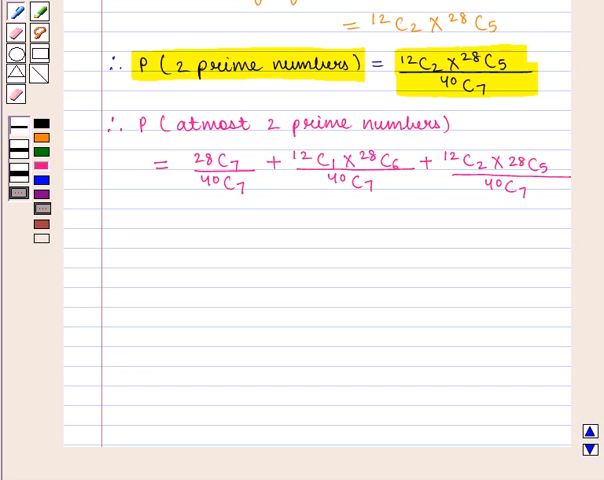 = ¹²C₂ X ²⁸C₅
∴ P (2 prime numbers) = ¹²C₂ X ²⁸C₅ / ⁴⁰C₇
∴ P (atmost 2 prime numbers)
= ²⁸C₇ / ⁴⁰C₇ + ¹²C₁ X ²⁸C₆ / ⁴⁰C₇ + ¹²C₂ X ²⁸C₅ / ⁴⁰C₇